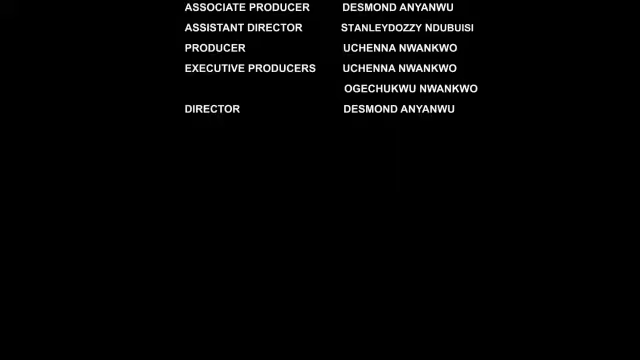 ASSOCIATE PRODUCER DESMOND ANYANWU
ASSISTANT DIRECTOR STANLEYDOZZY NDUBUISI
PRODUCER UCHENNA NWANKWO
EXECUTIVE PRODUCERS UCHENNA NWANKWO
OGECHUKWU NWANKWO
DIRECTOR DESMOND ANYANWU